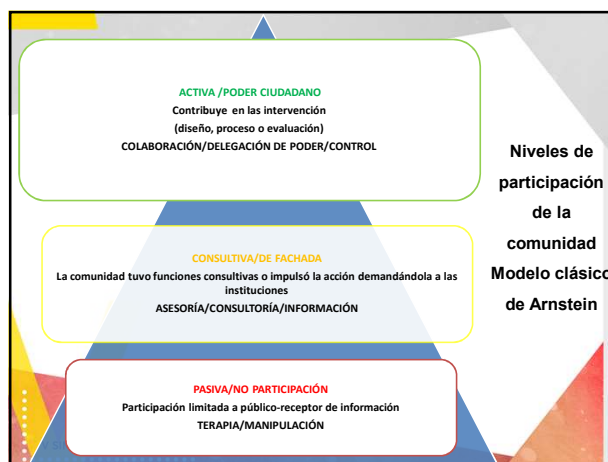 ACTIVA /PODER CIUDADANO
Contribuye en las intervención
(diseño, proceso o evaluación)
COLABORACIÓN/DELEGACIÓN DE PODER/CONTROL
Niveles de
participación
de la
comunidad
Modelo clásico
de Arnstein
CONSULTIVA/DE FACHADA
La comunidad tuvo funciones consultivas o impulsó la acción demandándola a las
instituciones
ASESORÍA/CONSULTORÍA/INFORMACIÓN
PASIVA/NO PARTICIPACIÓN
Participación limitada a público-receptor de información
TERAPIA/MANIPULACIÓN